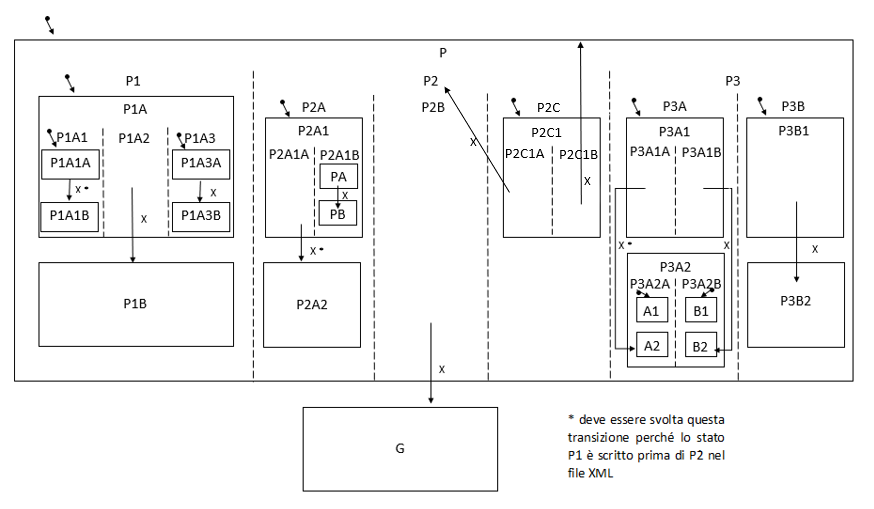 P
P1
P2
P3
P1A
P2A
P2B
P2C
P3A
P3B
P1A1
P1A2
P1A3
P2A1
P2C1
P3A1
P3B1
P1A1A
P1A3A
P2A1A
P2A1B
P2C1A
P2C1B
P3A1A
P3A1B
PA
X
X
X *
X
X
X
P1A1B
P1A3B
PB
X
X *
X *
X
X
P3A2
P3A2A
P3A2B
P1B
P2A2
A1
B1
P3B2
A2
B2
X
G
* deve essere svolta questa
transizione perché lo stato
P1 è scritto prima di P2 nel
file XML